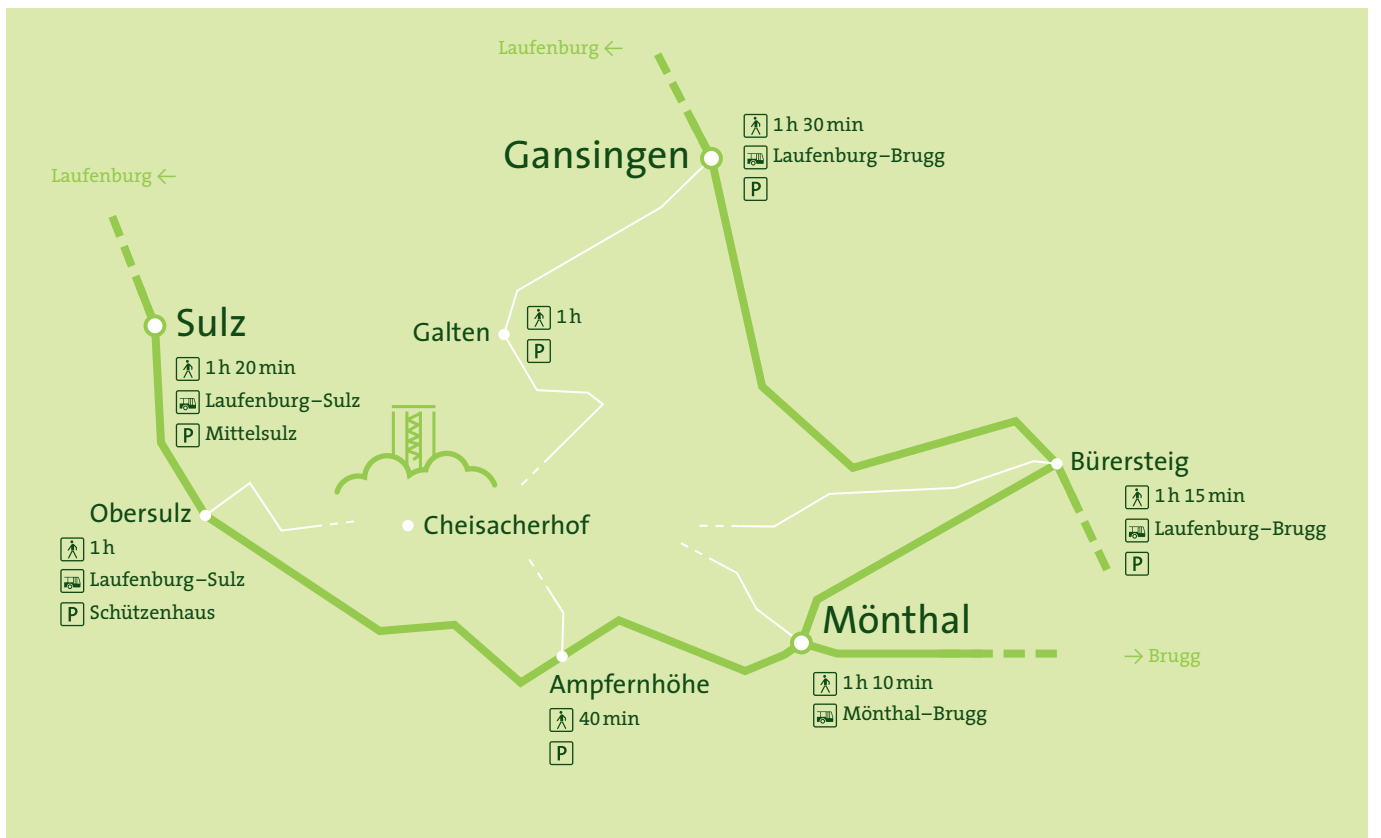 Laufenburg ←
Gansingen
1 h 30 min
Laufenburg–Brugg
P
Laufenburg ←
Sulz
1 h 20 min
Laufenburg–Sulz
P Mittelsulz
Galten
1 h
P
Obersulz
1 h
Laufenburg–Sulz
P Schützenhaus
Cheisacherhof
Bürersteig
1 h 15 min
Laufenburg–Brugg
P
Ampfernhöhe
40 min
P
Mönthal
1 h 10 min
Mönthal–Brugg
→ Brugg